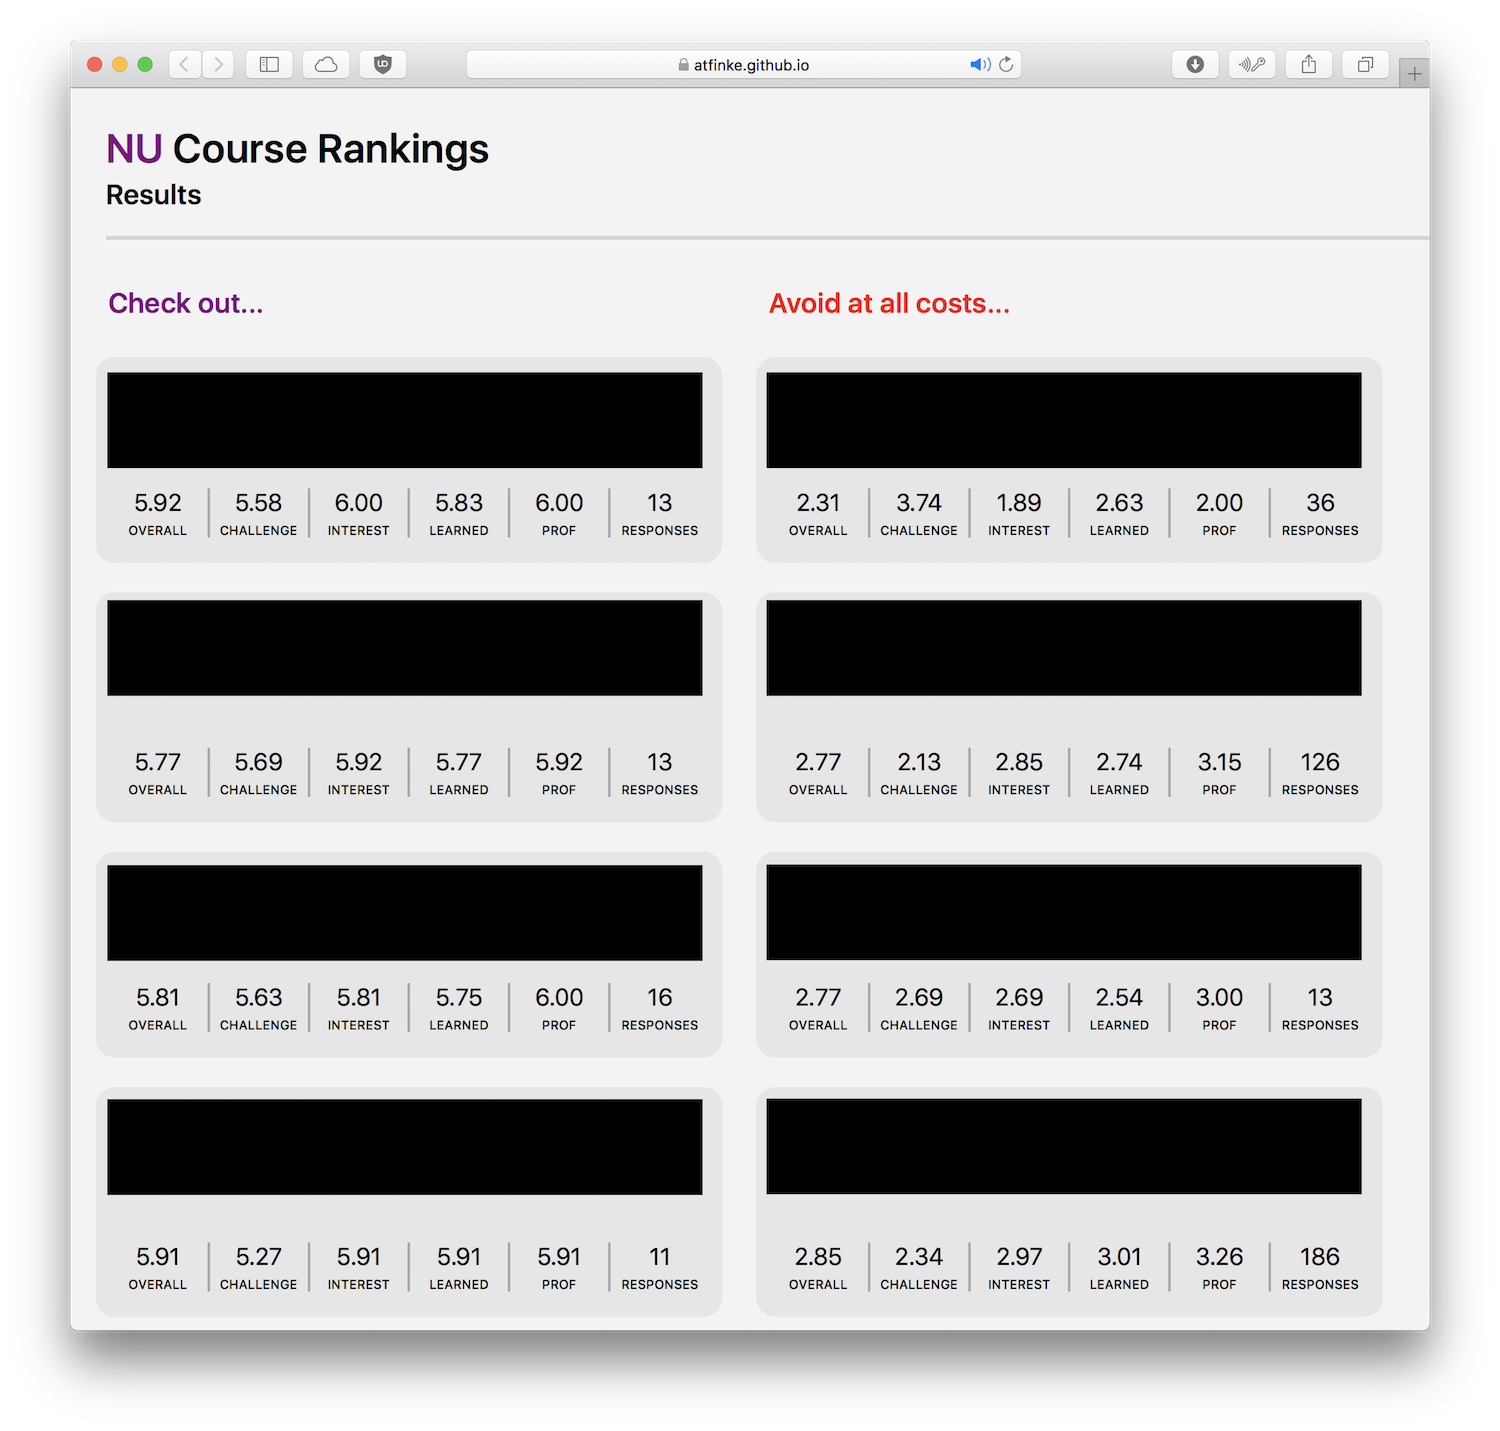 atfinke.github.io
NU Course Rankings
Results
Check out...
5.92 5.58 6.00 5.83 6.00 13
OVERALL CHALLENGE INTEREST LEARNED PROF RESPONSES
5.77 5.69 5.92 5.77 5.92 13
OVERALL CHALLENGE INTEREST LEARNED PROF RESPONSES
5.81 5.63 5.81 5.75 6.00 16
OVERALL CHALLENGE INTEREST LEARNED PROF RESPONSES
5.91 5.27 5.91 5.91 5.91 11
OVERALL CHALLENGE INTEREST LEARNED PROF RESPONSES
Avoid at all costs...
2.31 3.74 1.89 2.63 2.00 36
OVERALL CHALLENGE INTEREST LEARNED PROF RESPONSES
2.77 2.13 2.85 2.74 3.15 126
OVERALL CHALLENGE INTEREST LEARNED PROF RESPONSES
2.77 2.69 2.69 2.54 3.00 13
OVERALL CHALLENGE INTEREST LEARNED PROF RESPONSES
2.85 2.34 2.97 3.01 3.26 186
OVERALL CHALLENGE INTEREST LEARNED PROF RESPONSES